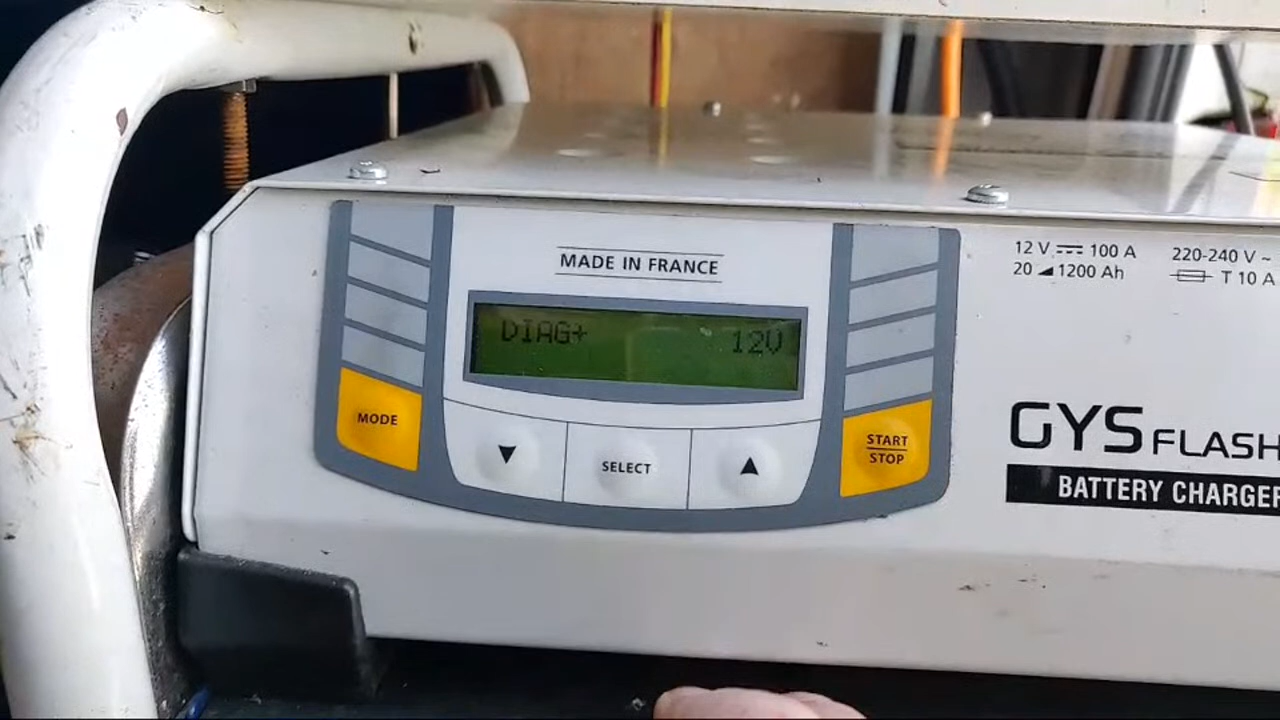 MADE IN FRANCE
DIAG+ 12V
MODE
▼
SELECT
▲
START
STOP
12 V ⎓ 100 A
20 ◢ 1200 Ah
220-240 V ~
T 10 A
GYS FLASH
BATTERY CHARGER